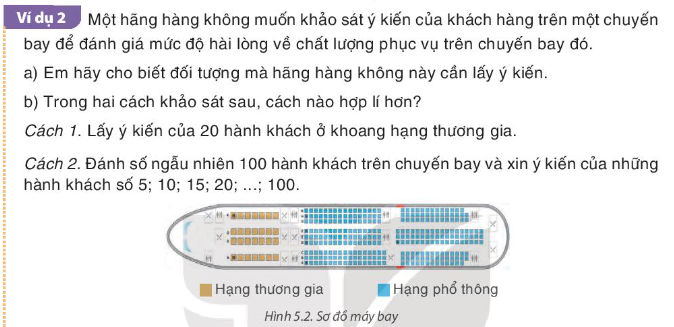 Ví dụ 2 Một hãng hàng không muốn khảo sát ý kiến của khách hàng trên một chuyến
bay để đánh giá mức độ hài lòng về chất lượng phục vụ trên chuyến bay đó.
a) Em hãy cho biết đối tượng mà hãng hàng không này cần lấy ý kiến.
b) Trong hai cách khảo sát sau, cách nào hợp lí hơn?
Cách 1. Lấy ý kiến của 20 hành khách ở khoang hạng thương gia.
Cách 2. Đánh số ngẫu nhiên 100 hành khách trên chuyến bay và xin ý kiến của những
hành khách số 5; 10; 15; 20; ...; 100.
Hạng thương gia Hạng phổ thông
Hình 5.2. Sơ đồ máy bay